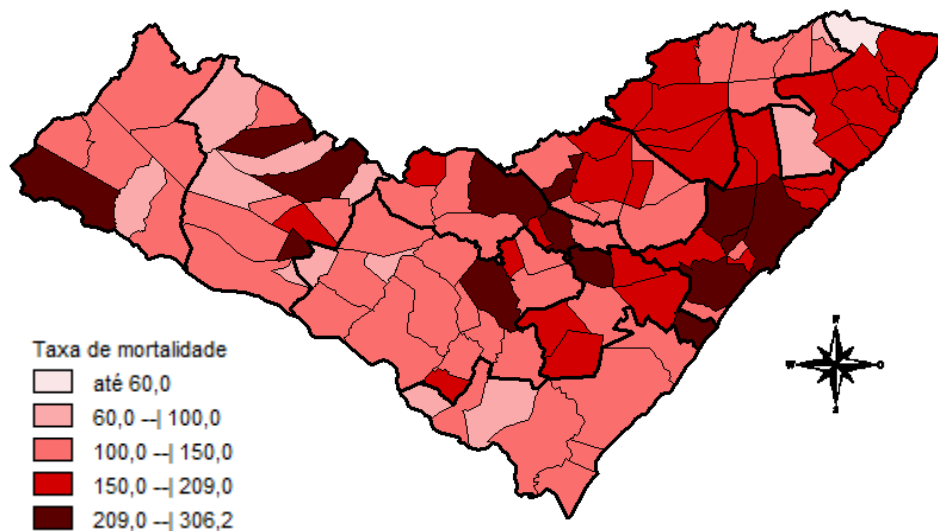 Taxa de mortalidade
até 60,0
60,0 --| 100,0
100,0 --| 150,0
150,0 --| 209,0
209,0 --| 306,2